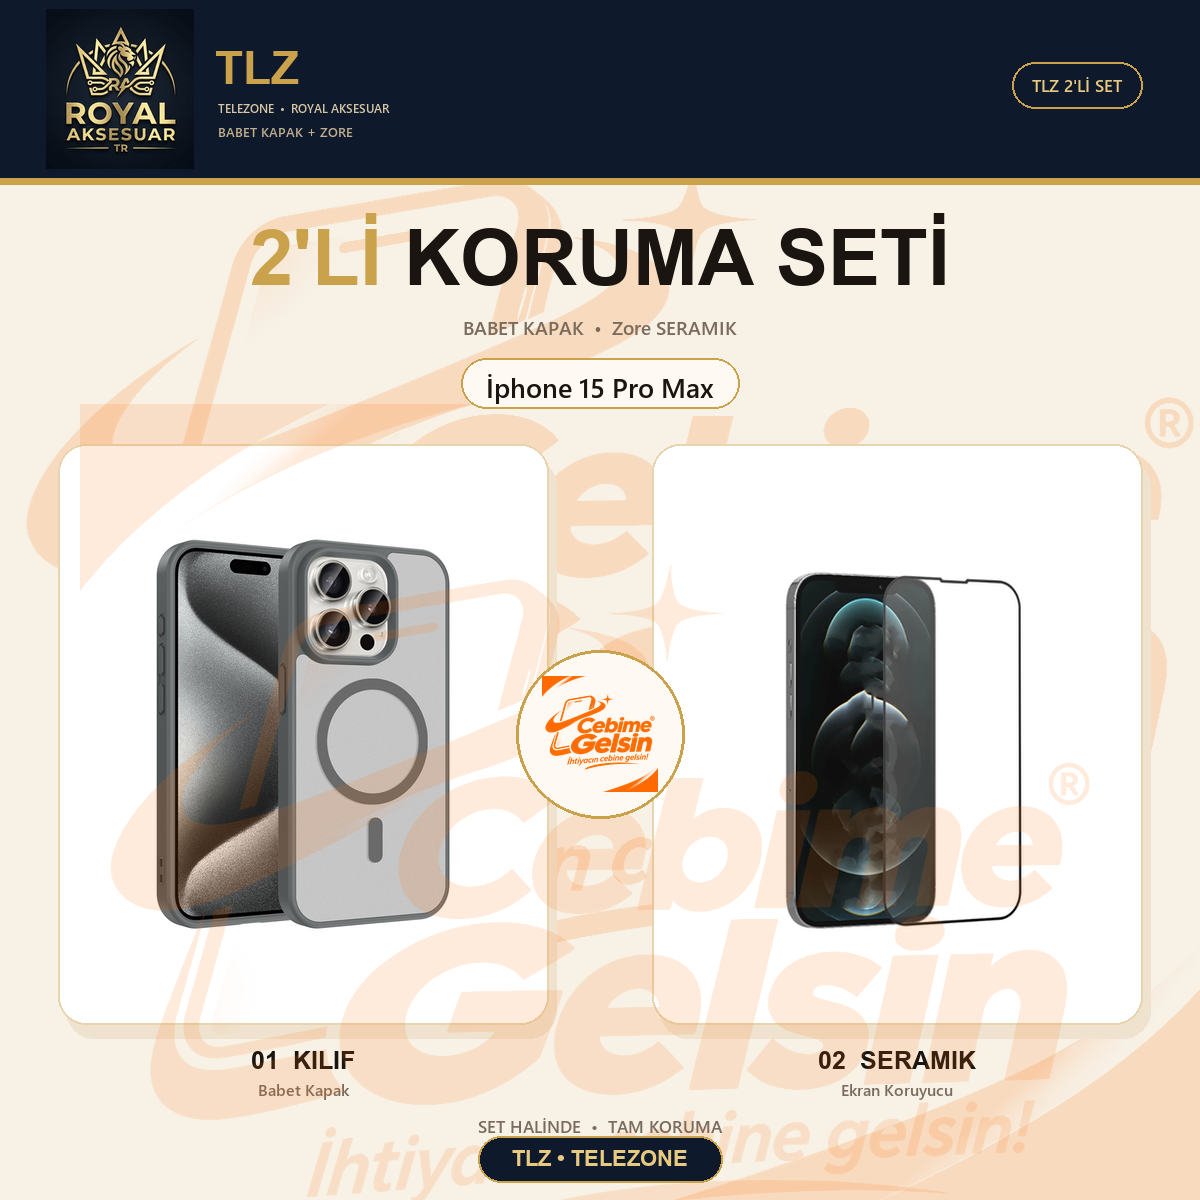 ROYAL
AKSESUAR
TR
TLZ
TELEZONE • ROYAL AKSESUAR
BABET KAPAK + ZORE
TLZ 2'Lİ SET
2'Lİ KORUMA SETİ
BABET KAPAK • Zore SERAMIK
İphone 15 Pro Max
Cebime
Gelsin
İhtiyacın cebine gelsin!
Cebime®
Gelsin
01 KILIF
Babet Kapak
02 SERAMIK
Ekran Koruyucu
SET HALİNDE • TAM KORUMA
TLZ • TELEZONE